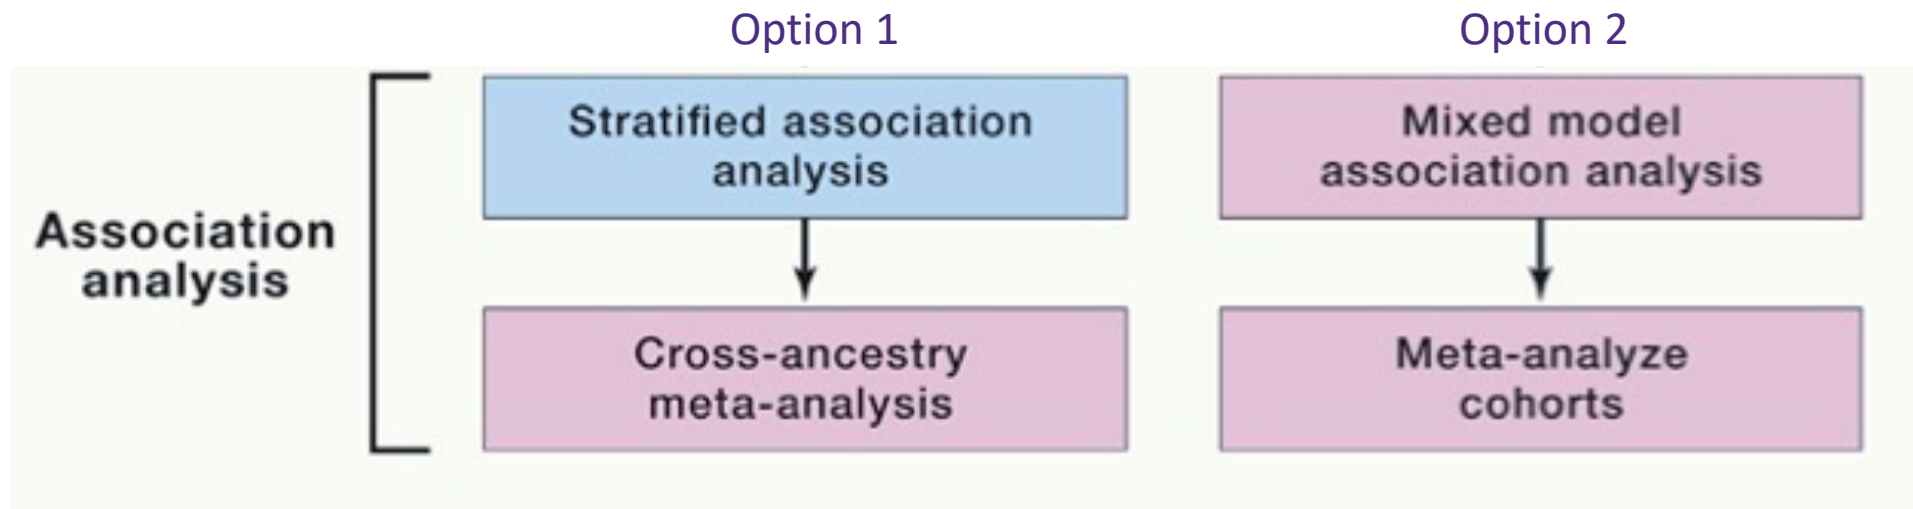 Option 1
Option 2
Association
analysis
Stratified association
analysis
Cross-ancestry
meta-analysis
Mixed model
association analysis
Meta-analyze
cohorts